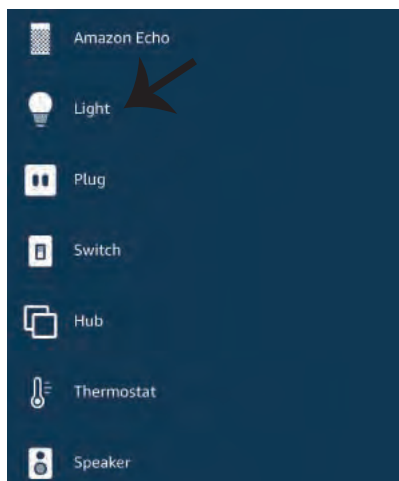 Amazon Echo
Light
Plug
Switch
Hub
Thermostat
Speaker